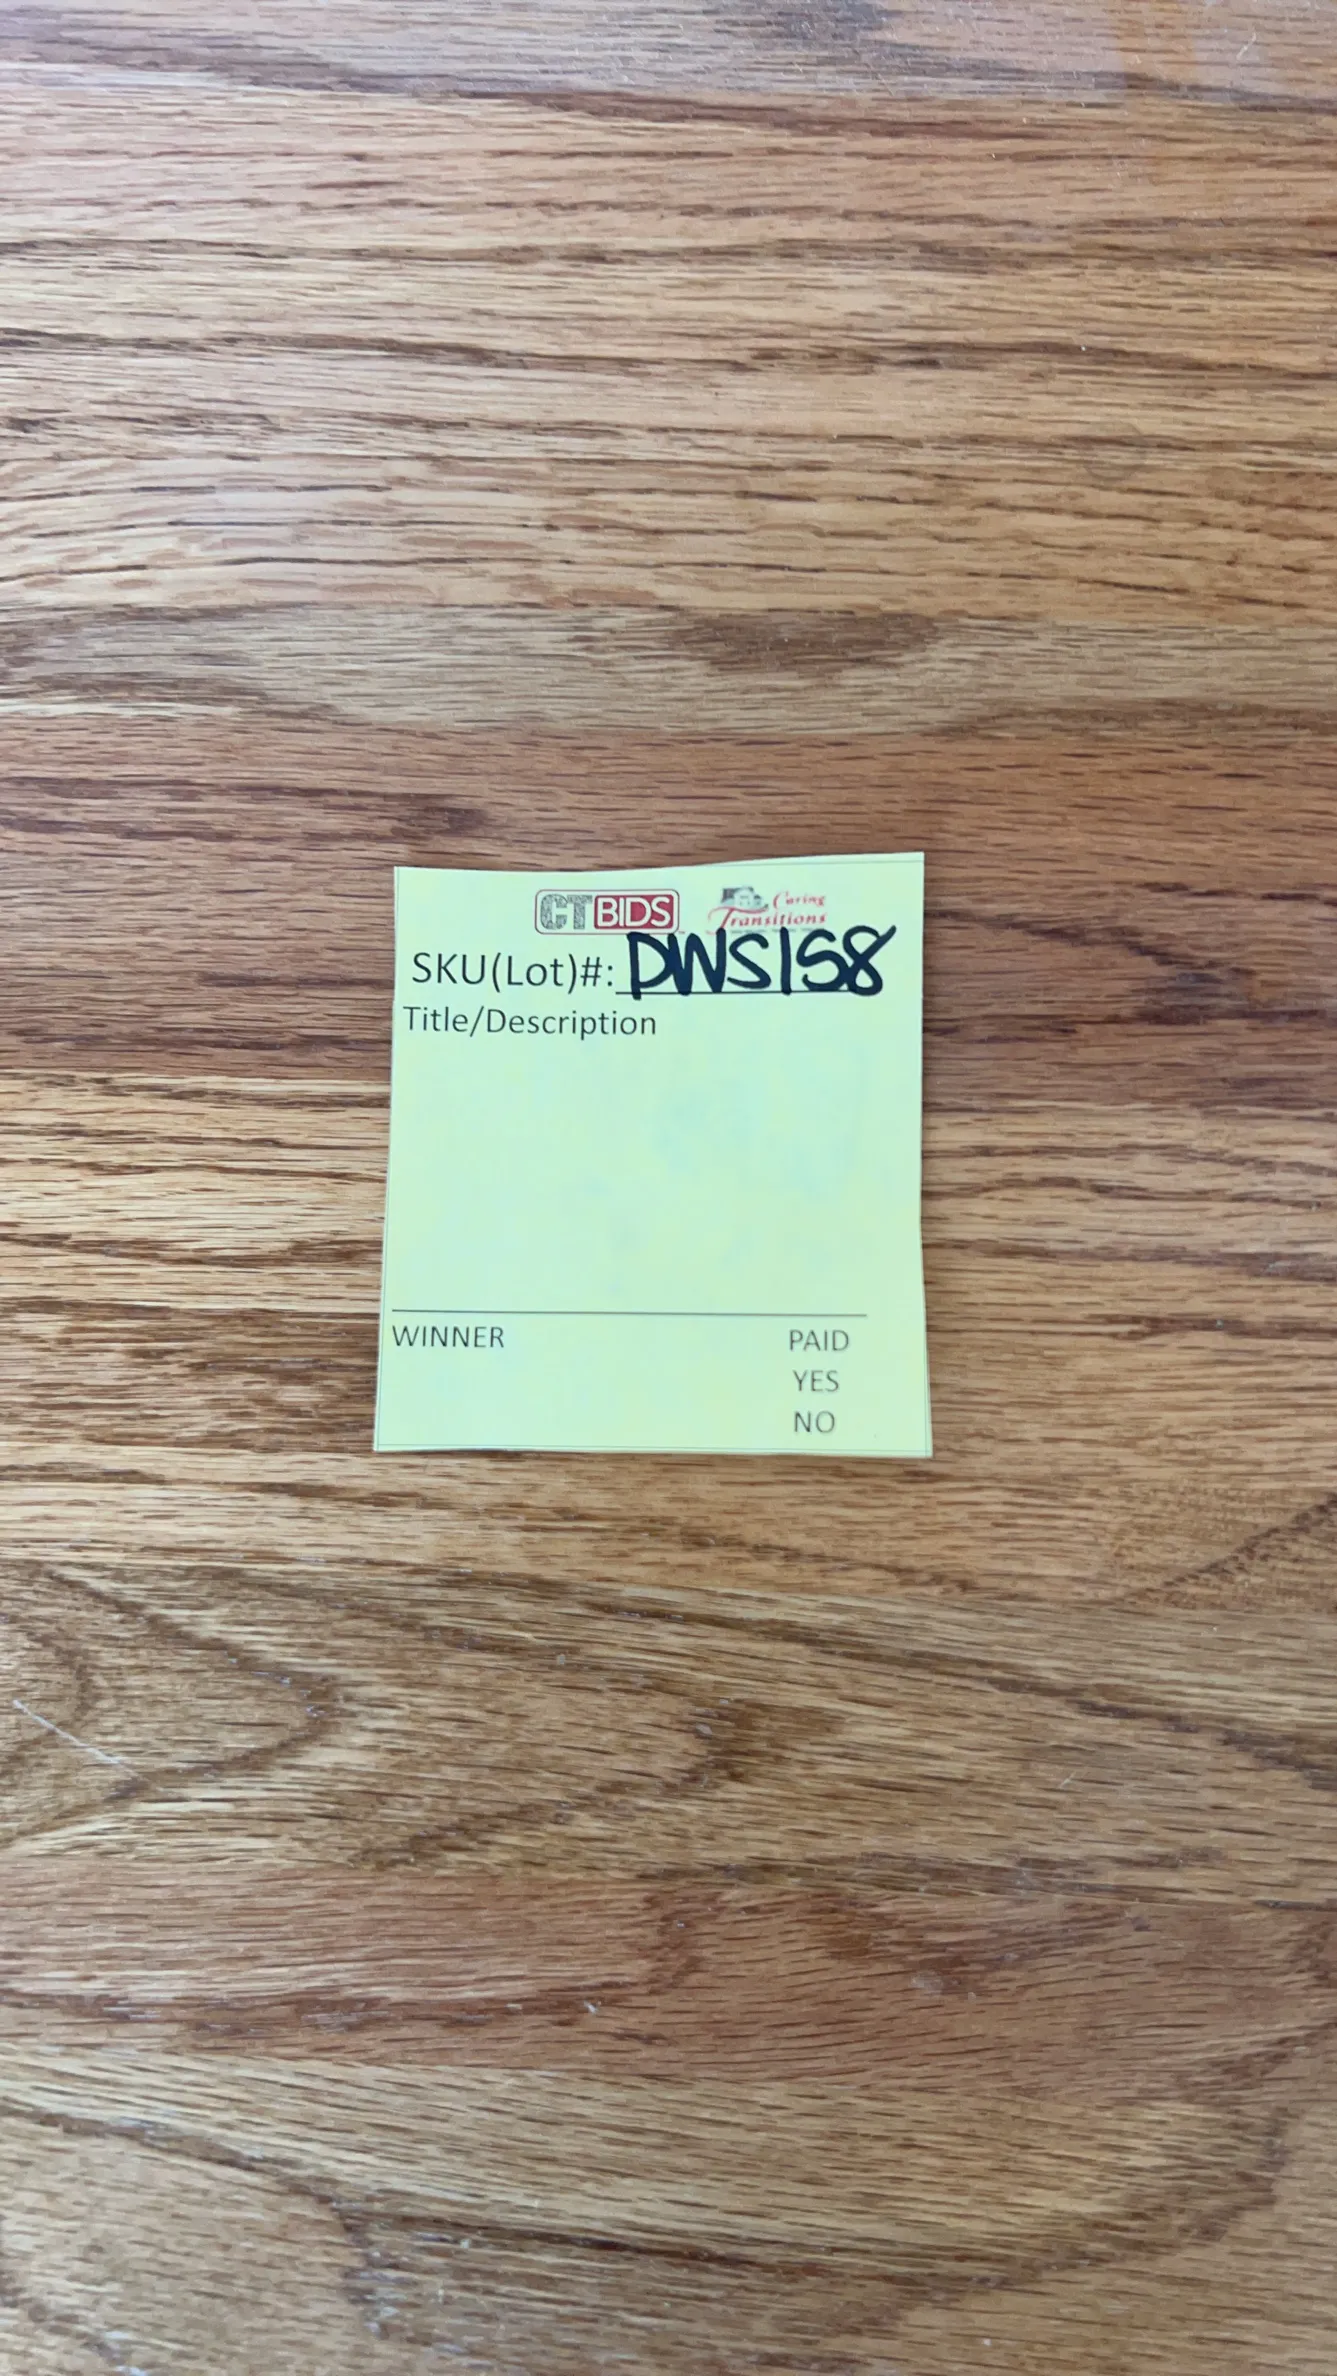 CT BIDS Caring Transitions
SKU(Lot)#: DWS158
Title/Description
WINNER PAID
YES
NO